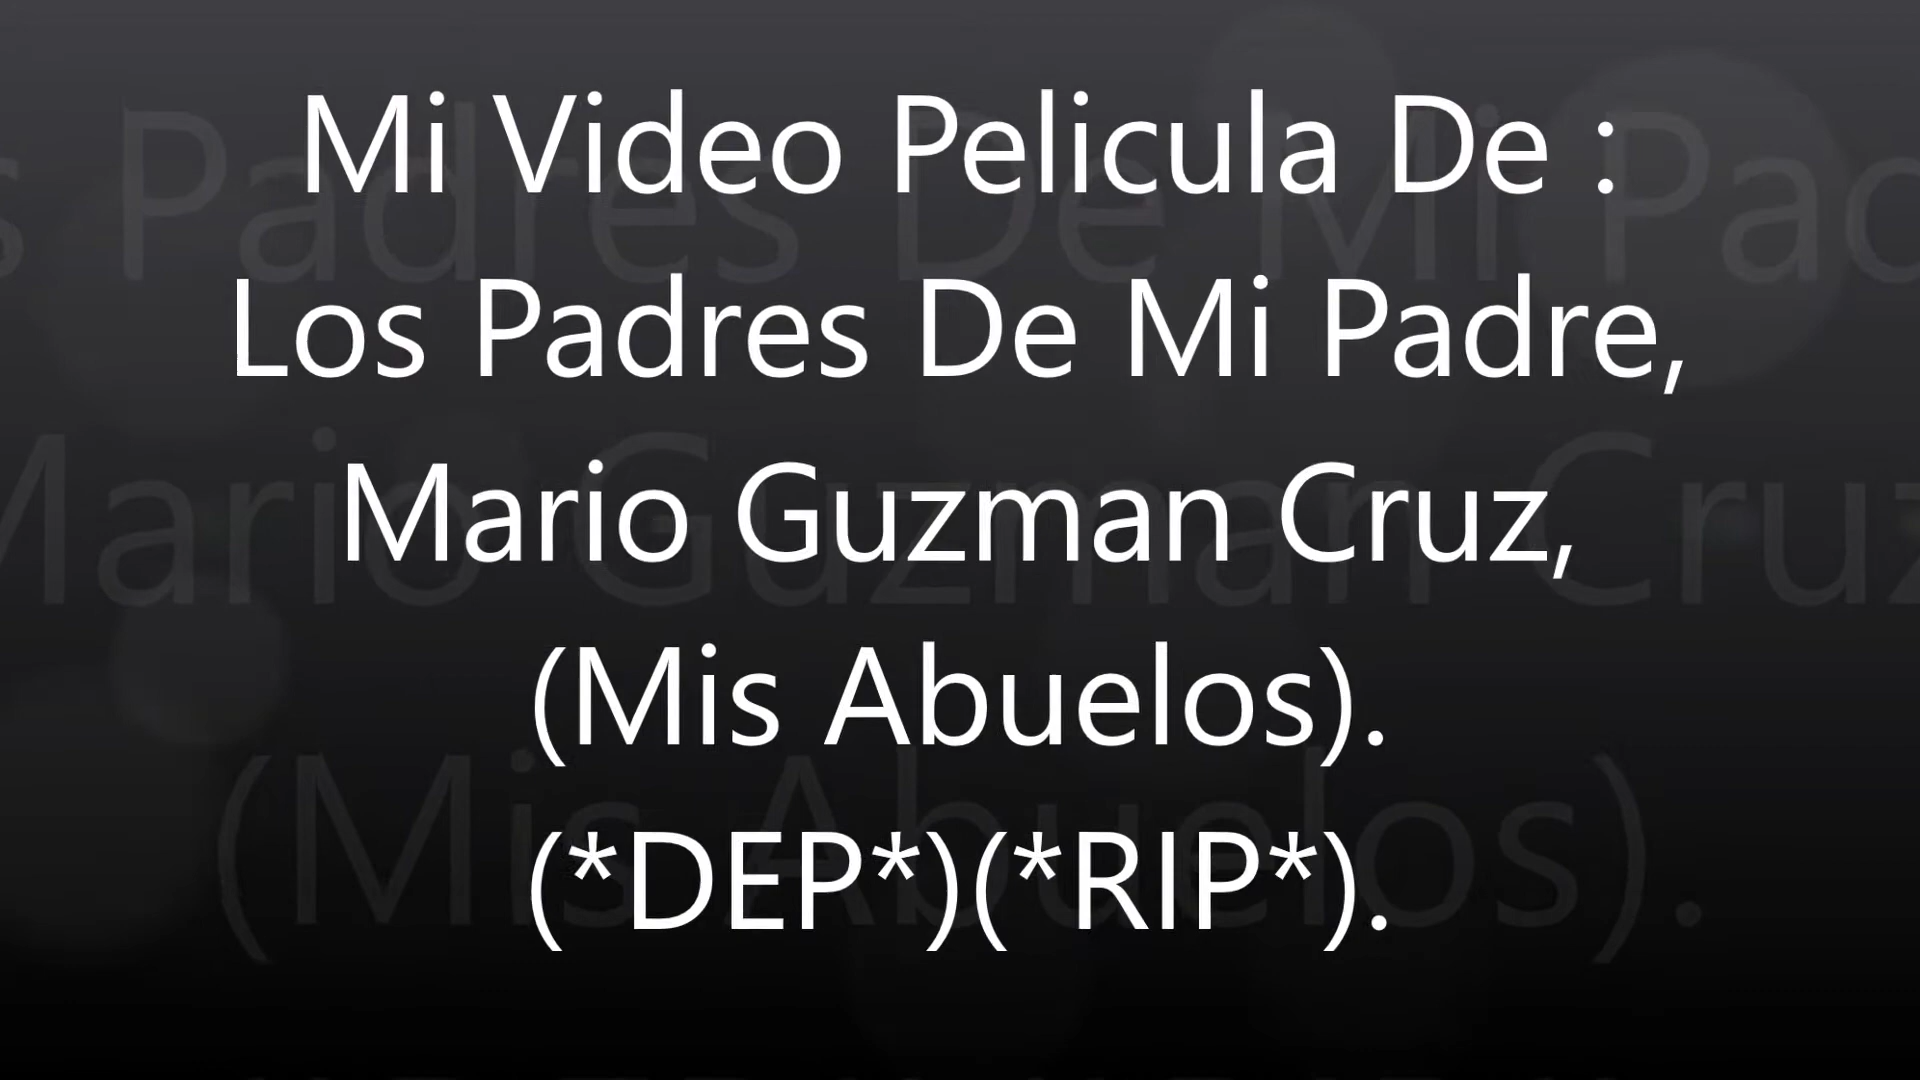 Mi Video Pelicula De :
Los Padres De Mi Padre,
Mario Guzman Cruz,
(Mis Abuelos).
(*DEP*)(*RIP*).